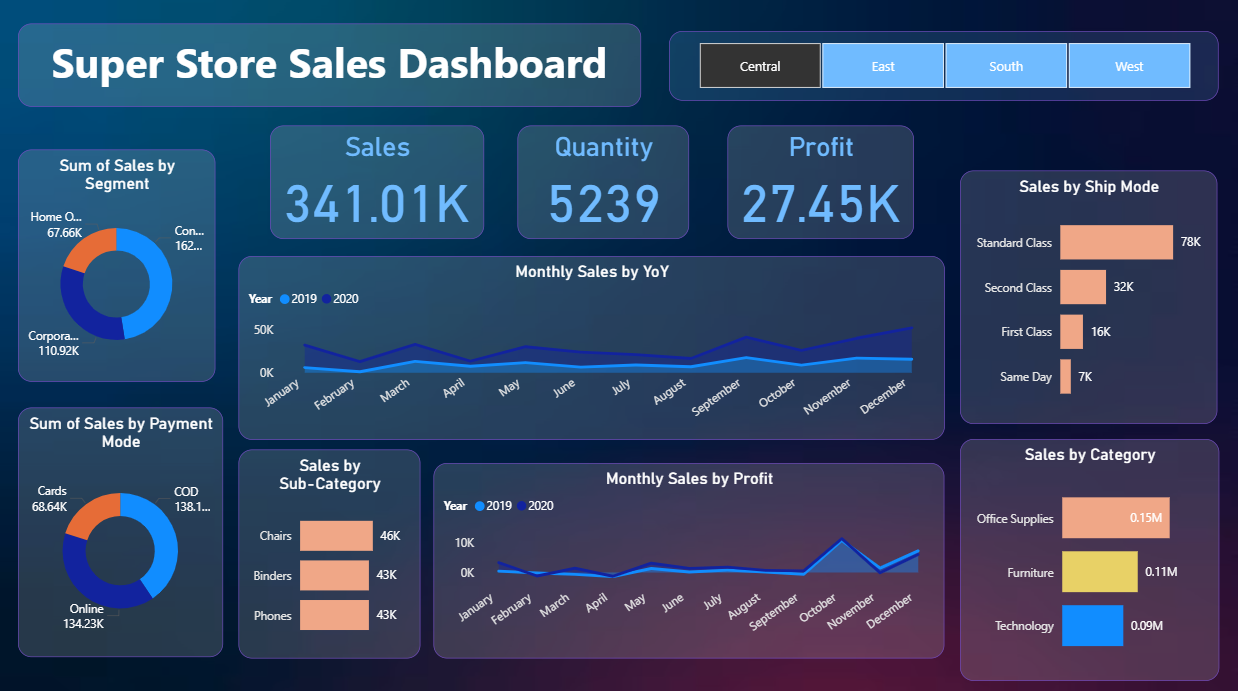 Super Store Sales Dashboard
Central
East
South
West
Sales
341.01K
Quantity
5239
Profit
27.45K
Sum of Sales by
Segment
Home O...
67.66K
Con...
162...
Corpora...
110.92K
Monthly Sales by YoY
Year 2019 2020
50K
0K
January
February
March
April
May
June
July
August
September
October
November
December
Sales by Ship Mode
Standard Class 78K
Second Class 32K
First Class 16K
Same Day 7K
Sum of Sales by Payment
Mode
Cards
68.64K
COD
138.1...
Online
134.23K
Sales by
Sub-Category
Chairs 46K
Binders 43K
Phones 43K
Monthly Sales by Profit
Year 2019 2020
10K
0K
January
February
March
April
May
June
July
August
September
October
November
December
Sales by Category
Office Supplies 0.15M
Furniture 0.11M
Technology 0.09M